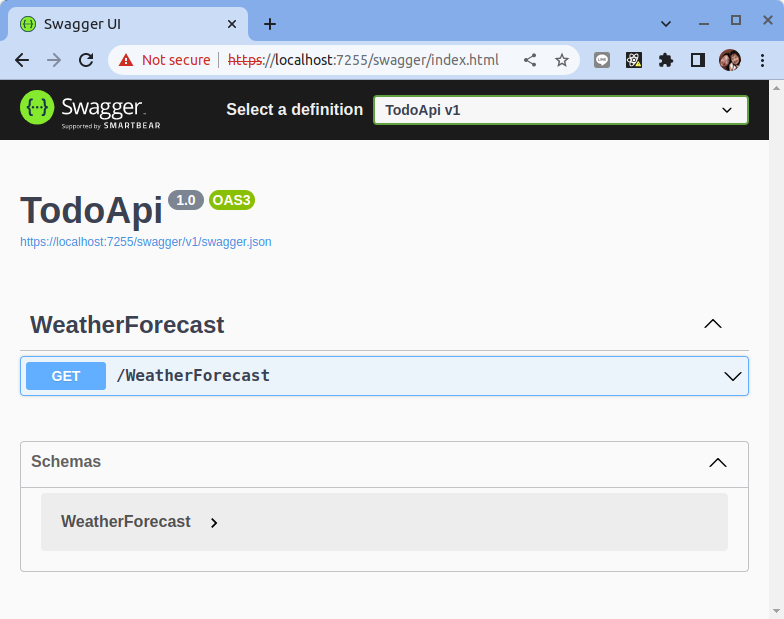 Swagger UI
Not secure https://localhost:7255/swagger/index.html
Swagger
Supported by SMARTBEAR
Select a definition
TodoApi v1
TodoApi 1.0 OAS3
https://localhost:7255/swagger/v1/swagger.json
WeatherForecast
GET /WeatherForecast
Schemas
WeatherForecast